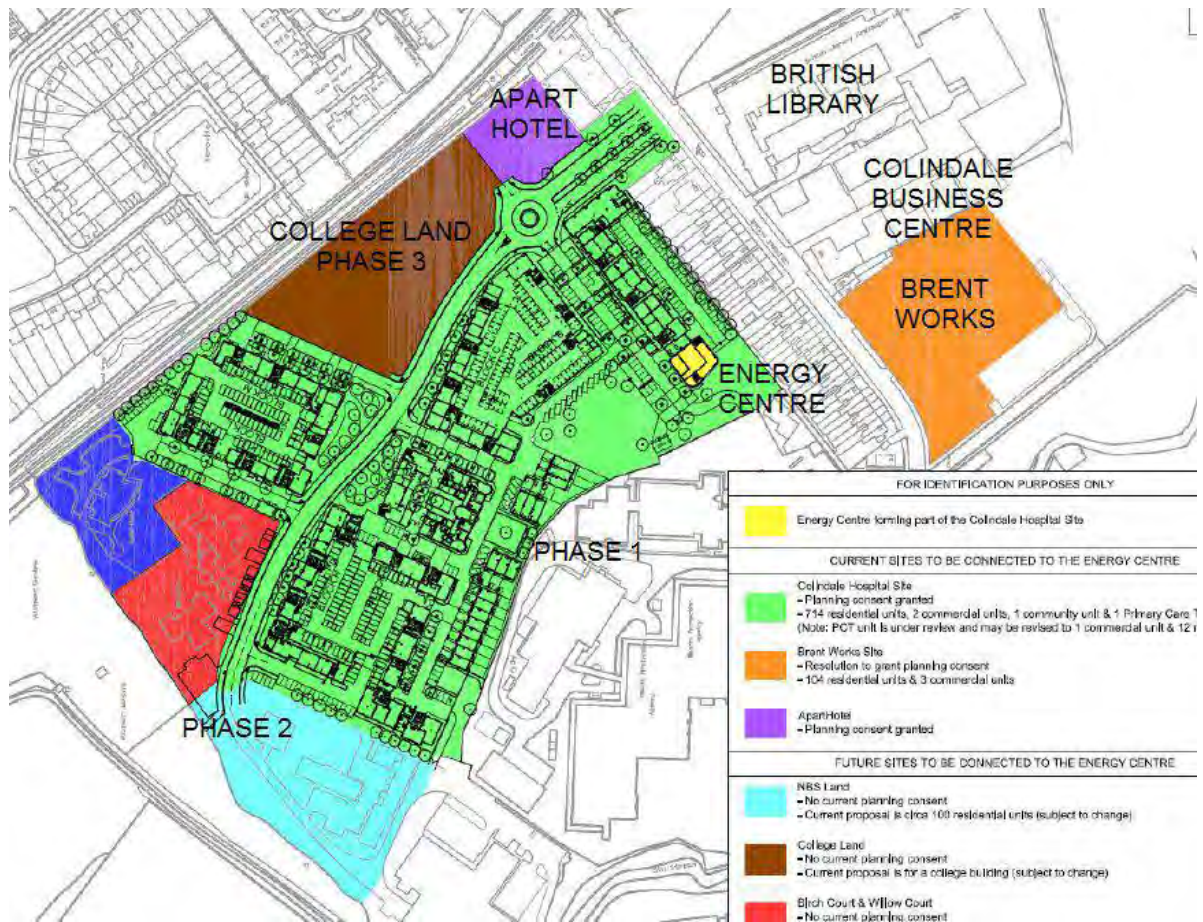 BRITISH
LIBRARY
APART
HOTEL
COLINDALE
BUSINESS
CENTRE
COLLEGE LAND
PHASE 3
BRENT
WORKS
ENERGY
CENTRE
PHASE 1
PHASE 2
FOR IDENTIFICATION PURPOSES ONLY
Energy Centre forming part of the Colindale Hospital Site
CURRENT SITES TO BE CONNECTED TO THE ENERGY CENTRE
Colindale Hospital Site
- Planning consent granted
- 714 residential units, 2 commercial units, 1 community unit & 1 Primary Care T
(Note: PCT unit is under review and may be revised to 1 commercial unit & 12 r
Brent Works Site
- Resolution to grant planning consent
- 104 residential units & 3 commercial units
ApartHotel
- Planning consent granted
FUTURE SITES TO BE CONNECTED TO THE ENERGY CENTRE
NBS Land
- No current planning consent
- Current proposal is circa 100 residential units (subject to change)
College Land
- No current planning consent
- Current proposal is for a college building (subject to change)
Birch Court & Willow Court
- No current planning consent